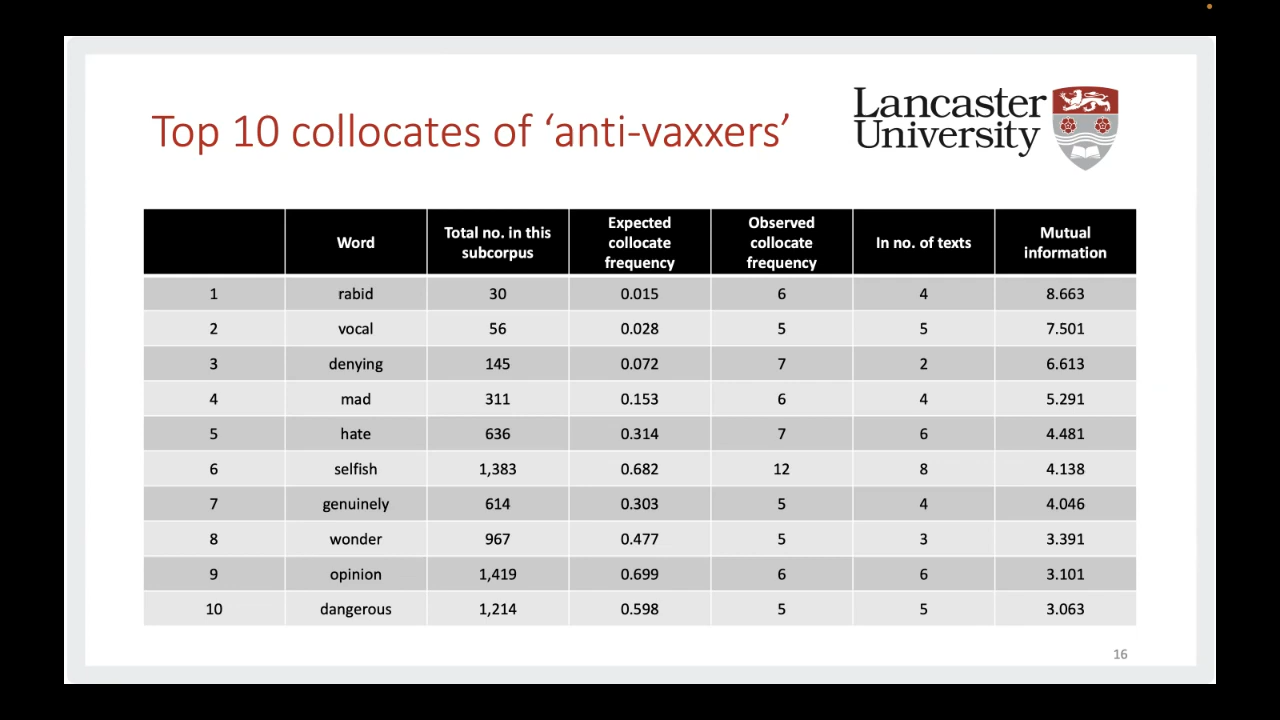 Top 10 collocates of ‘anti-vaxxers’
Lancaster
University
Word
Total no. in this
subcorpus
Expected
collocate
frequency
Observed
collocate
frequency
In no. of texts
Mutual
information
1 rabid 30 0.015 6 4 8.663
2 vocal 56 0.028 5 5 7.501
3 denying 145 0.072 7 2 6.613
4 mad 311 0.153 6 4 5.291
5 hate 636 0.314 7 6 4.481
6 selfish 1,383 0.682 12 8 4.138
7 genuinely 614 0.303 5 4 4.046
8 wonder 967 0.477 5 3 3.391
9 opinion 1,419 0.699 6 6 3.101
10 dangerous 1,214 0.598 5 5 3.063
16